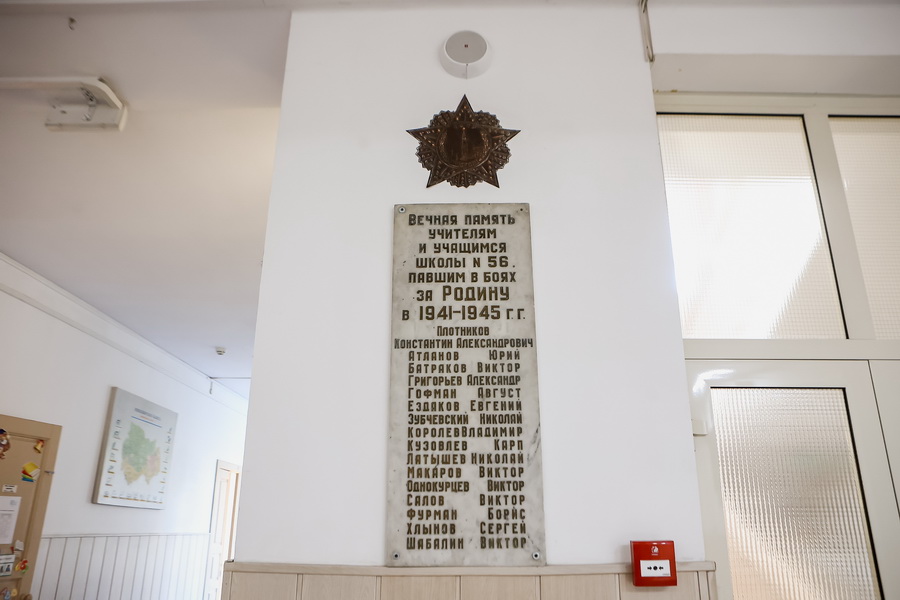 Вечная память
учителям
и учащимся
школы N 56.
павшим в боях
за Родину
в 1941-1945 г.г.
Плотников
Константин Александрович
Атланов Юрий
Батраков Виктор
Григорьев Александр
Гофман Август
Ездаков Евгений
Зубчевский Николай
Королев Владимир
Кузовлев Карп
Латышев Николай
Макаров Виктор
Однокурцев Виктор
Салов Виктор
Фурман Борис
Хлынов Сергей
Шабалин Виктор